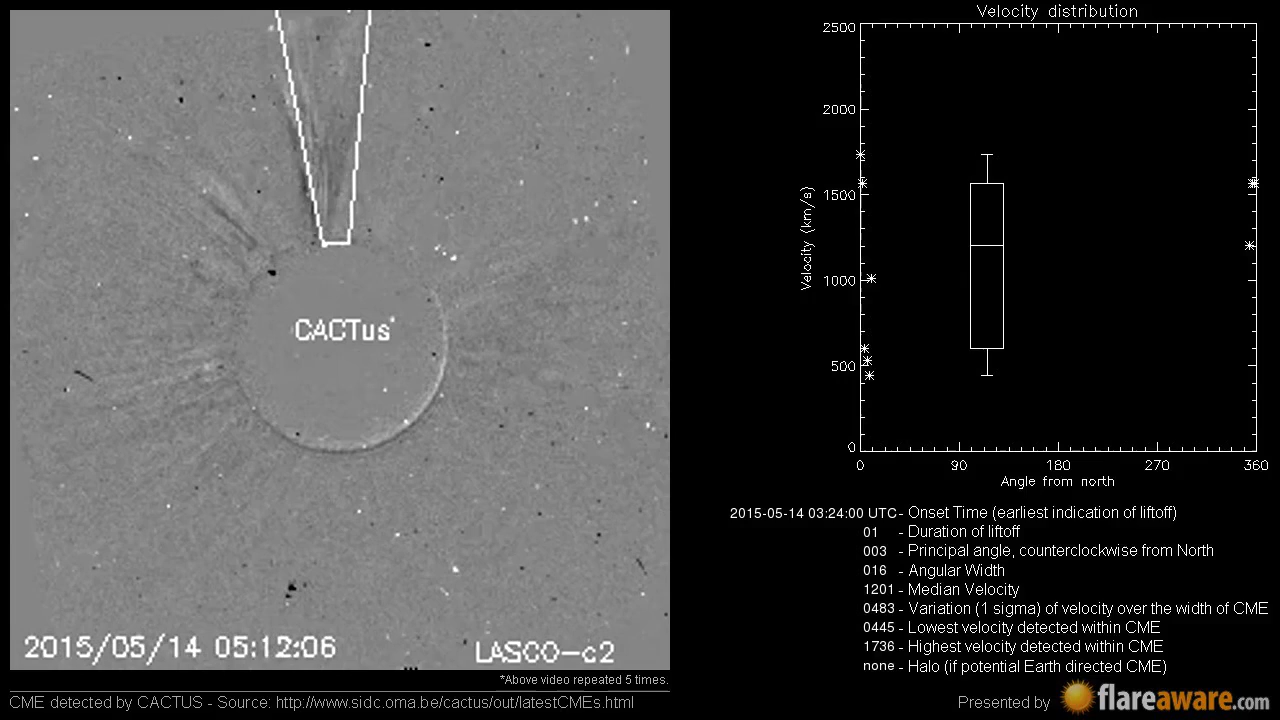 CACTus*
2015/05/14 05:12:06
LASCO-c2
*Above video repeated 5 times.
CME detected by CACTUS - Source: http://www.sidc.oma.be/cactus/out/latestCMEs.html
Velocity distribution
2500
2000
1500
1000
500
0
Velocity (km/s)
0 90 180 270 360
Angle from north
2015-05-14 03:24:00 UTC - Onset Time (earliest indication of liftoff)
01 - Duration of liftoff
003 - Principal angle, counterclockwise from North
016 - Angular Width
1201 - Median Velocity
0483 - Variation (1 sigma) of velocity over the width of CME
0445 - Lowest velocity detected within CME
1736 - Highest velocity detected within CME
none - Halo (if potential Earth directed CME)
Presented by flareaware.com